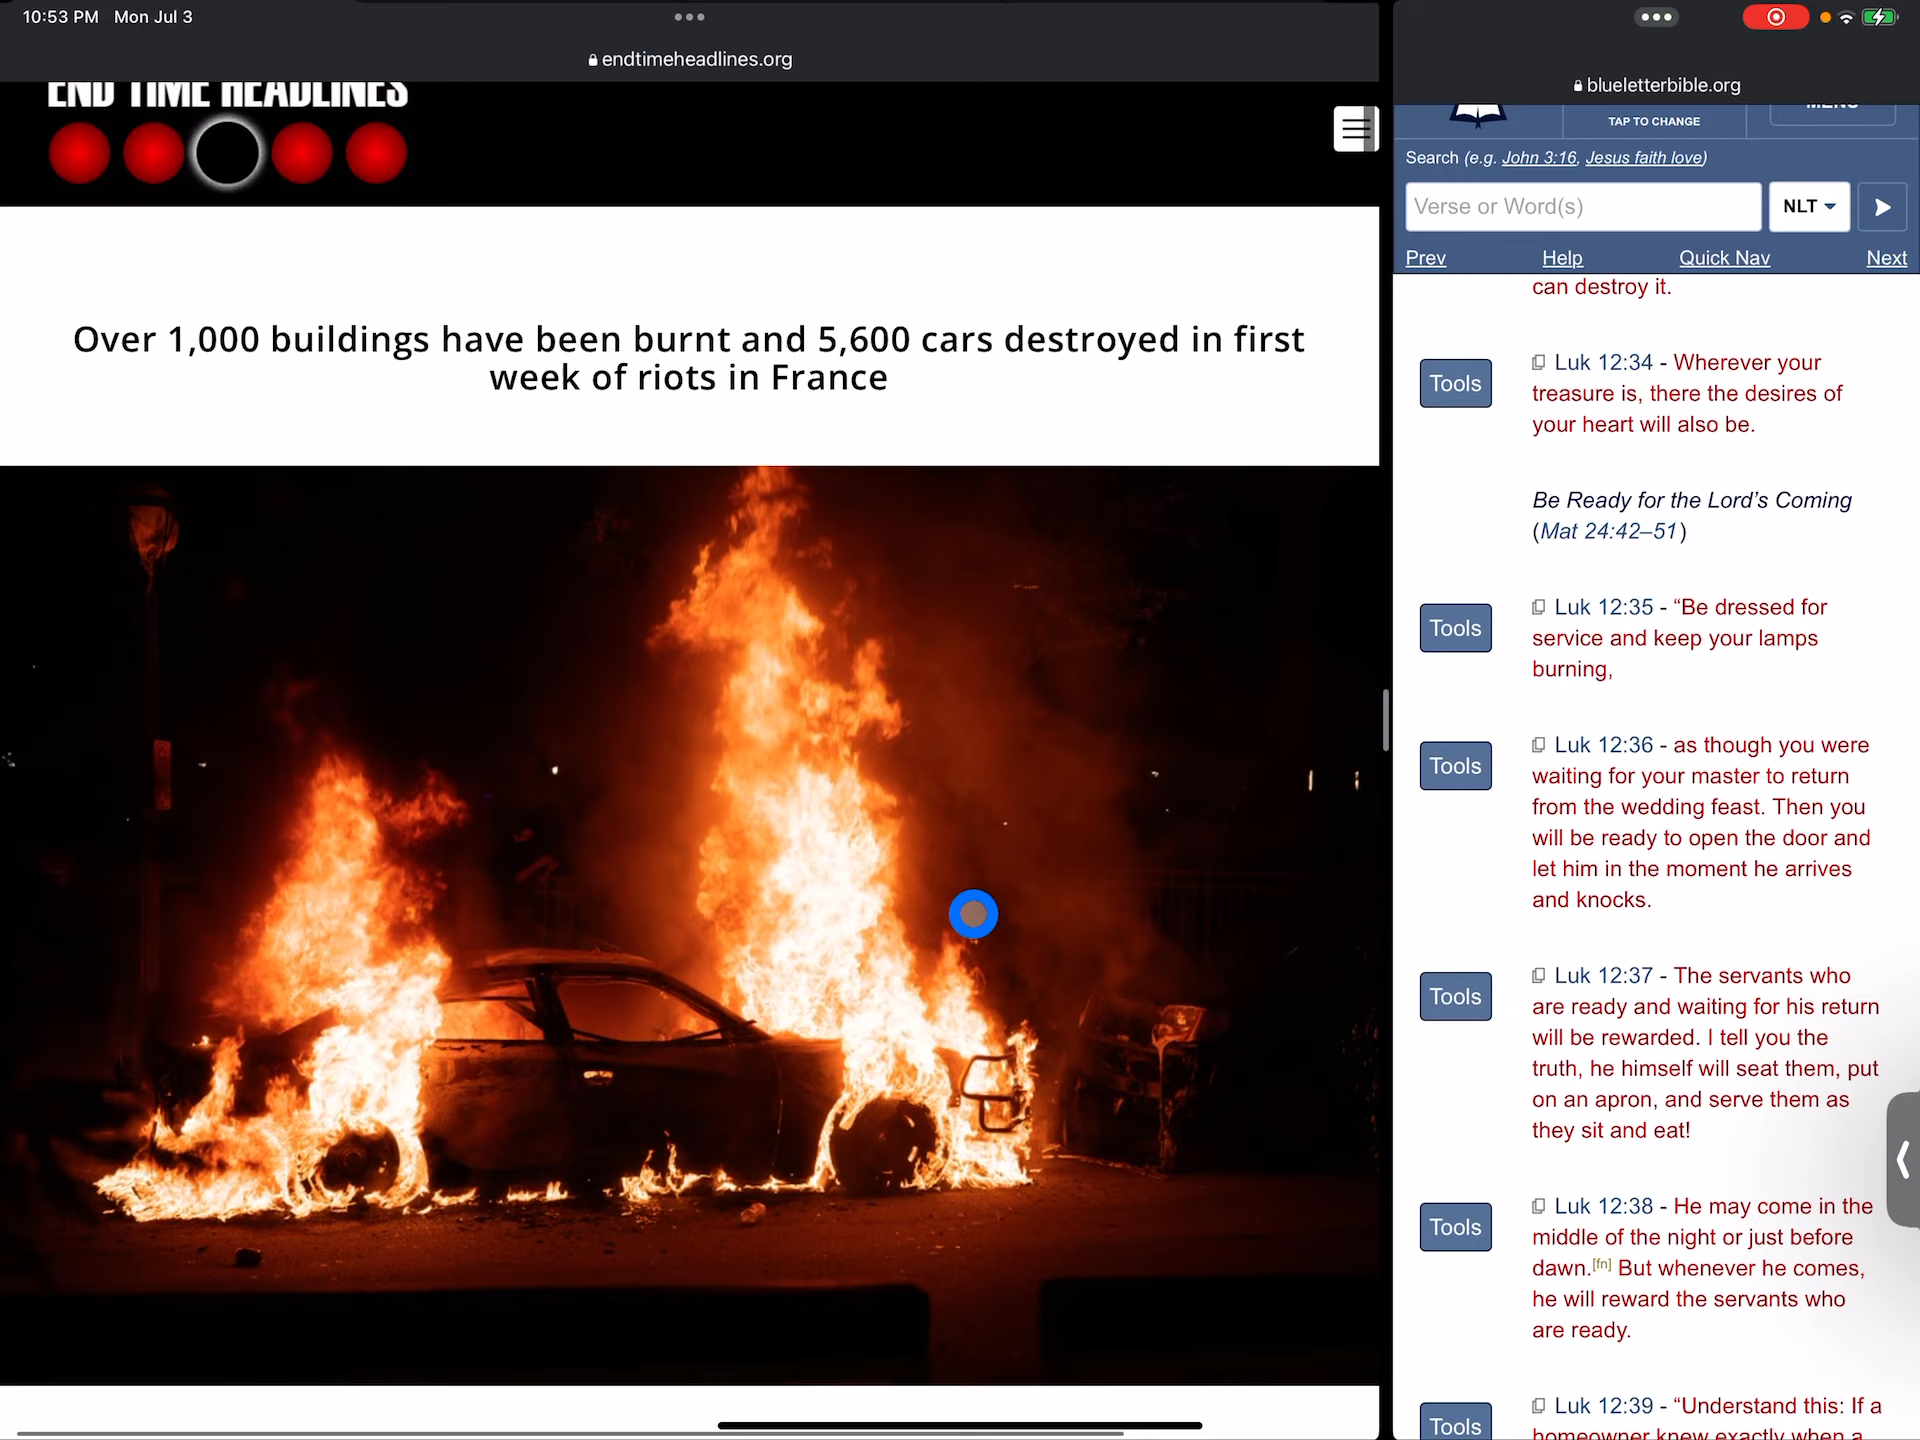 10:53 PM Mon Jul 3
endtimeheadlines.org
END TIME HEADLINES
Over 1,000 buildings have been burnt and 5,600 cars destroyed in first
week of riots in France
blueletterbible.org
TAP TO CHANGE
MENU
Search (e.g. John 3:16, Jesus faith love)
Verse or Word(s)
NLT
Prev
Help
Quick Nav
Next
can destroy it.
Tools
Luk 12:34 - Wherever your
treasure is, there the desires of
your heart will also be.
Be Ready for the Lord's Coming
(Mat 24:42–51)
Tools
Luk 12:35 - “Be dressed for
service and keep your lamps
burning,
Tools
Luk 12:36 - as though you were
waiting for your master to return
from the wedding feast. Then you
will be ready to open the door and
let him in the moment he arrives
and knocks.
Tools
Luk 12:37 - The servants who
are ready and waiting for his return
will be rewarded. I tell you the
truth, he himself will seat them, put
on an apron, and serve them as
they sit and eat!
Tools
Luk 12:38 - He may come in the
middle of the night or just before
dawn.[fn] But whenever he comes,
he will reward the servants who
are ready.
Tools
Luk 12:39 - “Understand this: If a
homeowner knew exactly when a